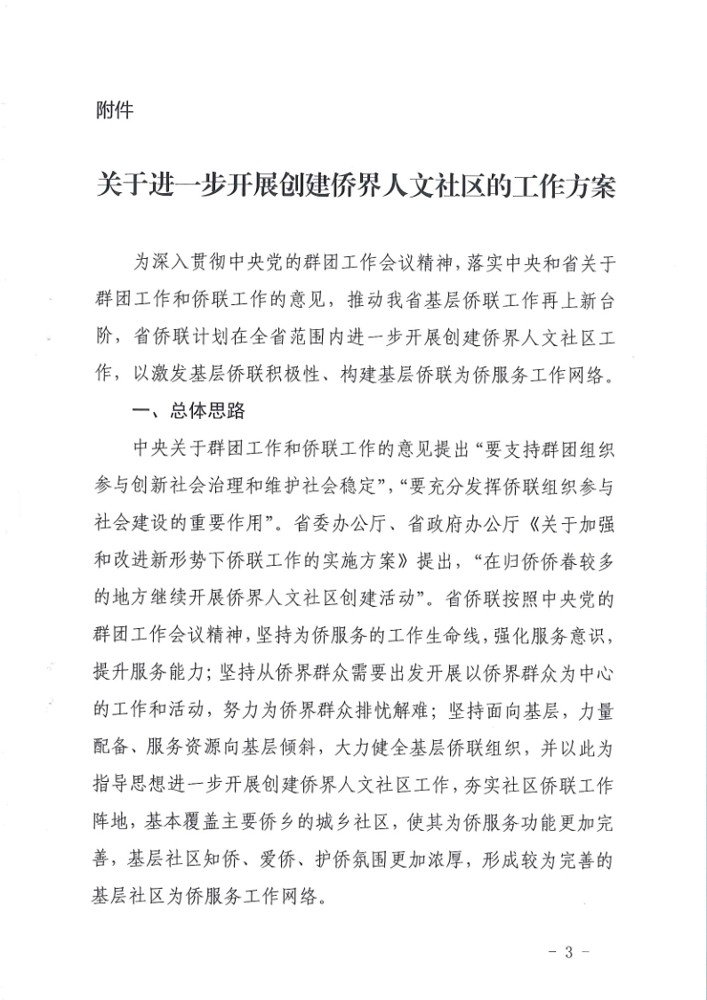 附件
关于进一步开展创建侨界人文社区的工作方案
为深入贯彻中央党的群团工作会议精神，落实中央和省关于
群团工作和侨联工作的意见，推动我省基层侨联工作再上新台
阶，省侨联计划在全省范围内进一步开展创建侨界人文社区工
作，以激发基层侨联积极性、构建基层侨联为侨服务工作网络。
一、总体思路
中央关于群团工作和侨联工作的意见提出“要支持群团组织
参与创新社会治理和维护社会稳定”，“要充分发挥侨联组织参与
社会建设的重要作用”。省委办公厅、省政府办公厅《关于加强
和改进新形势下侨联工作的实施方案》提出，“在归侨侨眷较多
的地方继续开展侨界人文社区创建活动”。省侨联按照中央党的
群团工作会议精神，坚持为侨服务的工作生命线，强化服务意识，
提升服务能力；坚持从侨界群众需要出发开展以侨界群众为中心
的工作和活动，努力为侨界群众排忧解难；坚持面向基层，力量
配备、服务资源向基层倾斜，大力健全基层侨联组织，并以此为
指导思想进一步开展创建侨界人文社区工作，夯实社区侨联工作
阵地，基本覆盖主要侨乡的城乡社区，使其为侨服务功能更加完
善，基层社区知侨、爱侨、护侨氛围更加浓厚，形成较为完善的
基层社区为侨服务工作网络。
- 3 -